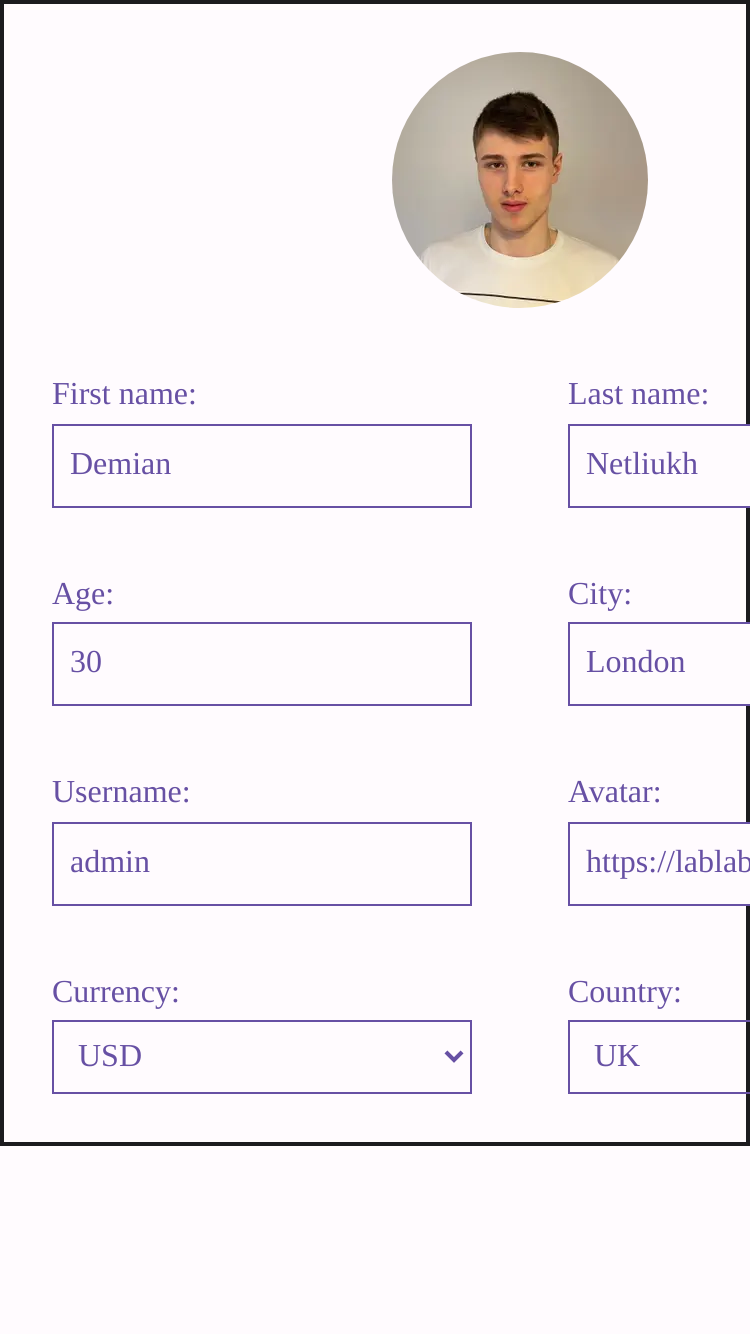 First name: Last name:
Demian Netliukh
Age: City:
30 London
Username: Avatar:
admin https://lablab
Currency: Country:
USD UK